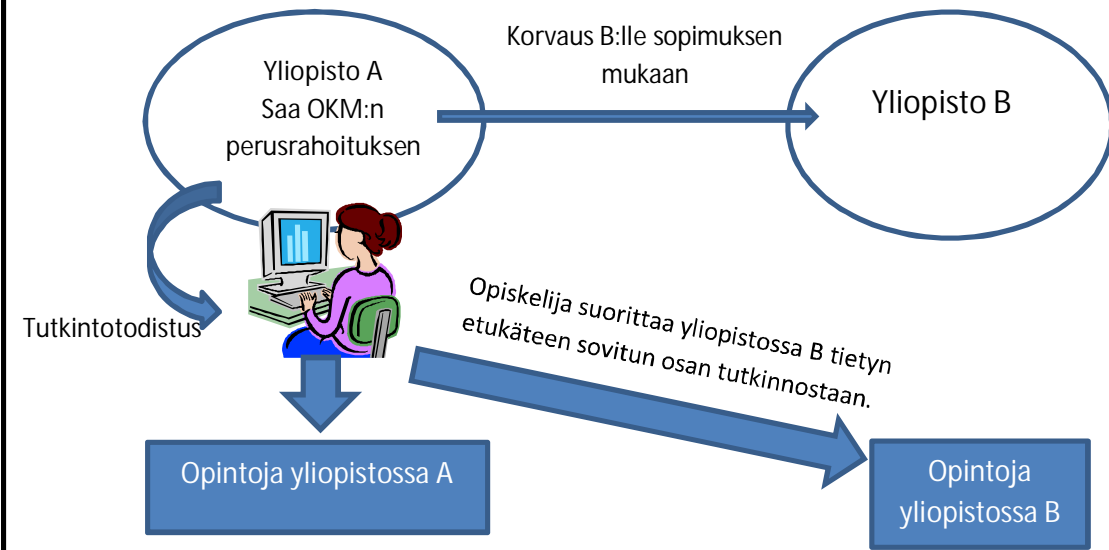 Yliopisto A
Saa OKM:n
perusrahoituksen
Korvaus B:lle sopimuksen
mukaan
Yliopisto B
Tutkintotodistus
Opiskelija suorittaa yliopistossa B tietyn
etukäteen sovitun osan tutkinnostaan.
Opintoja yliopistossa A
Opintoja
yliopistossa B